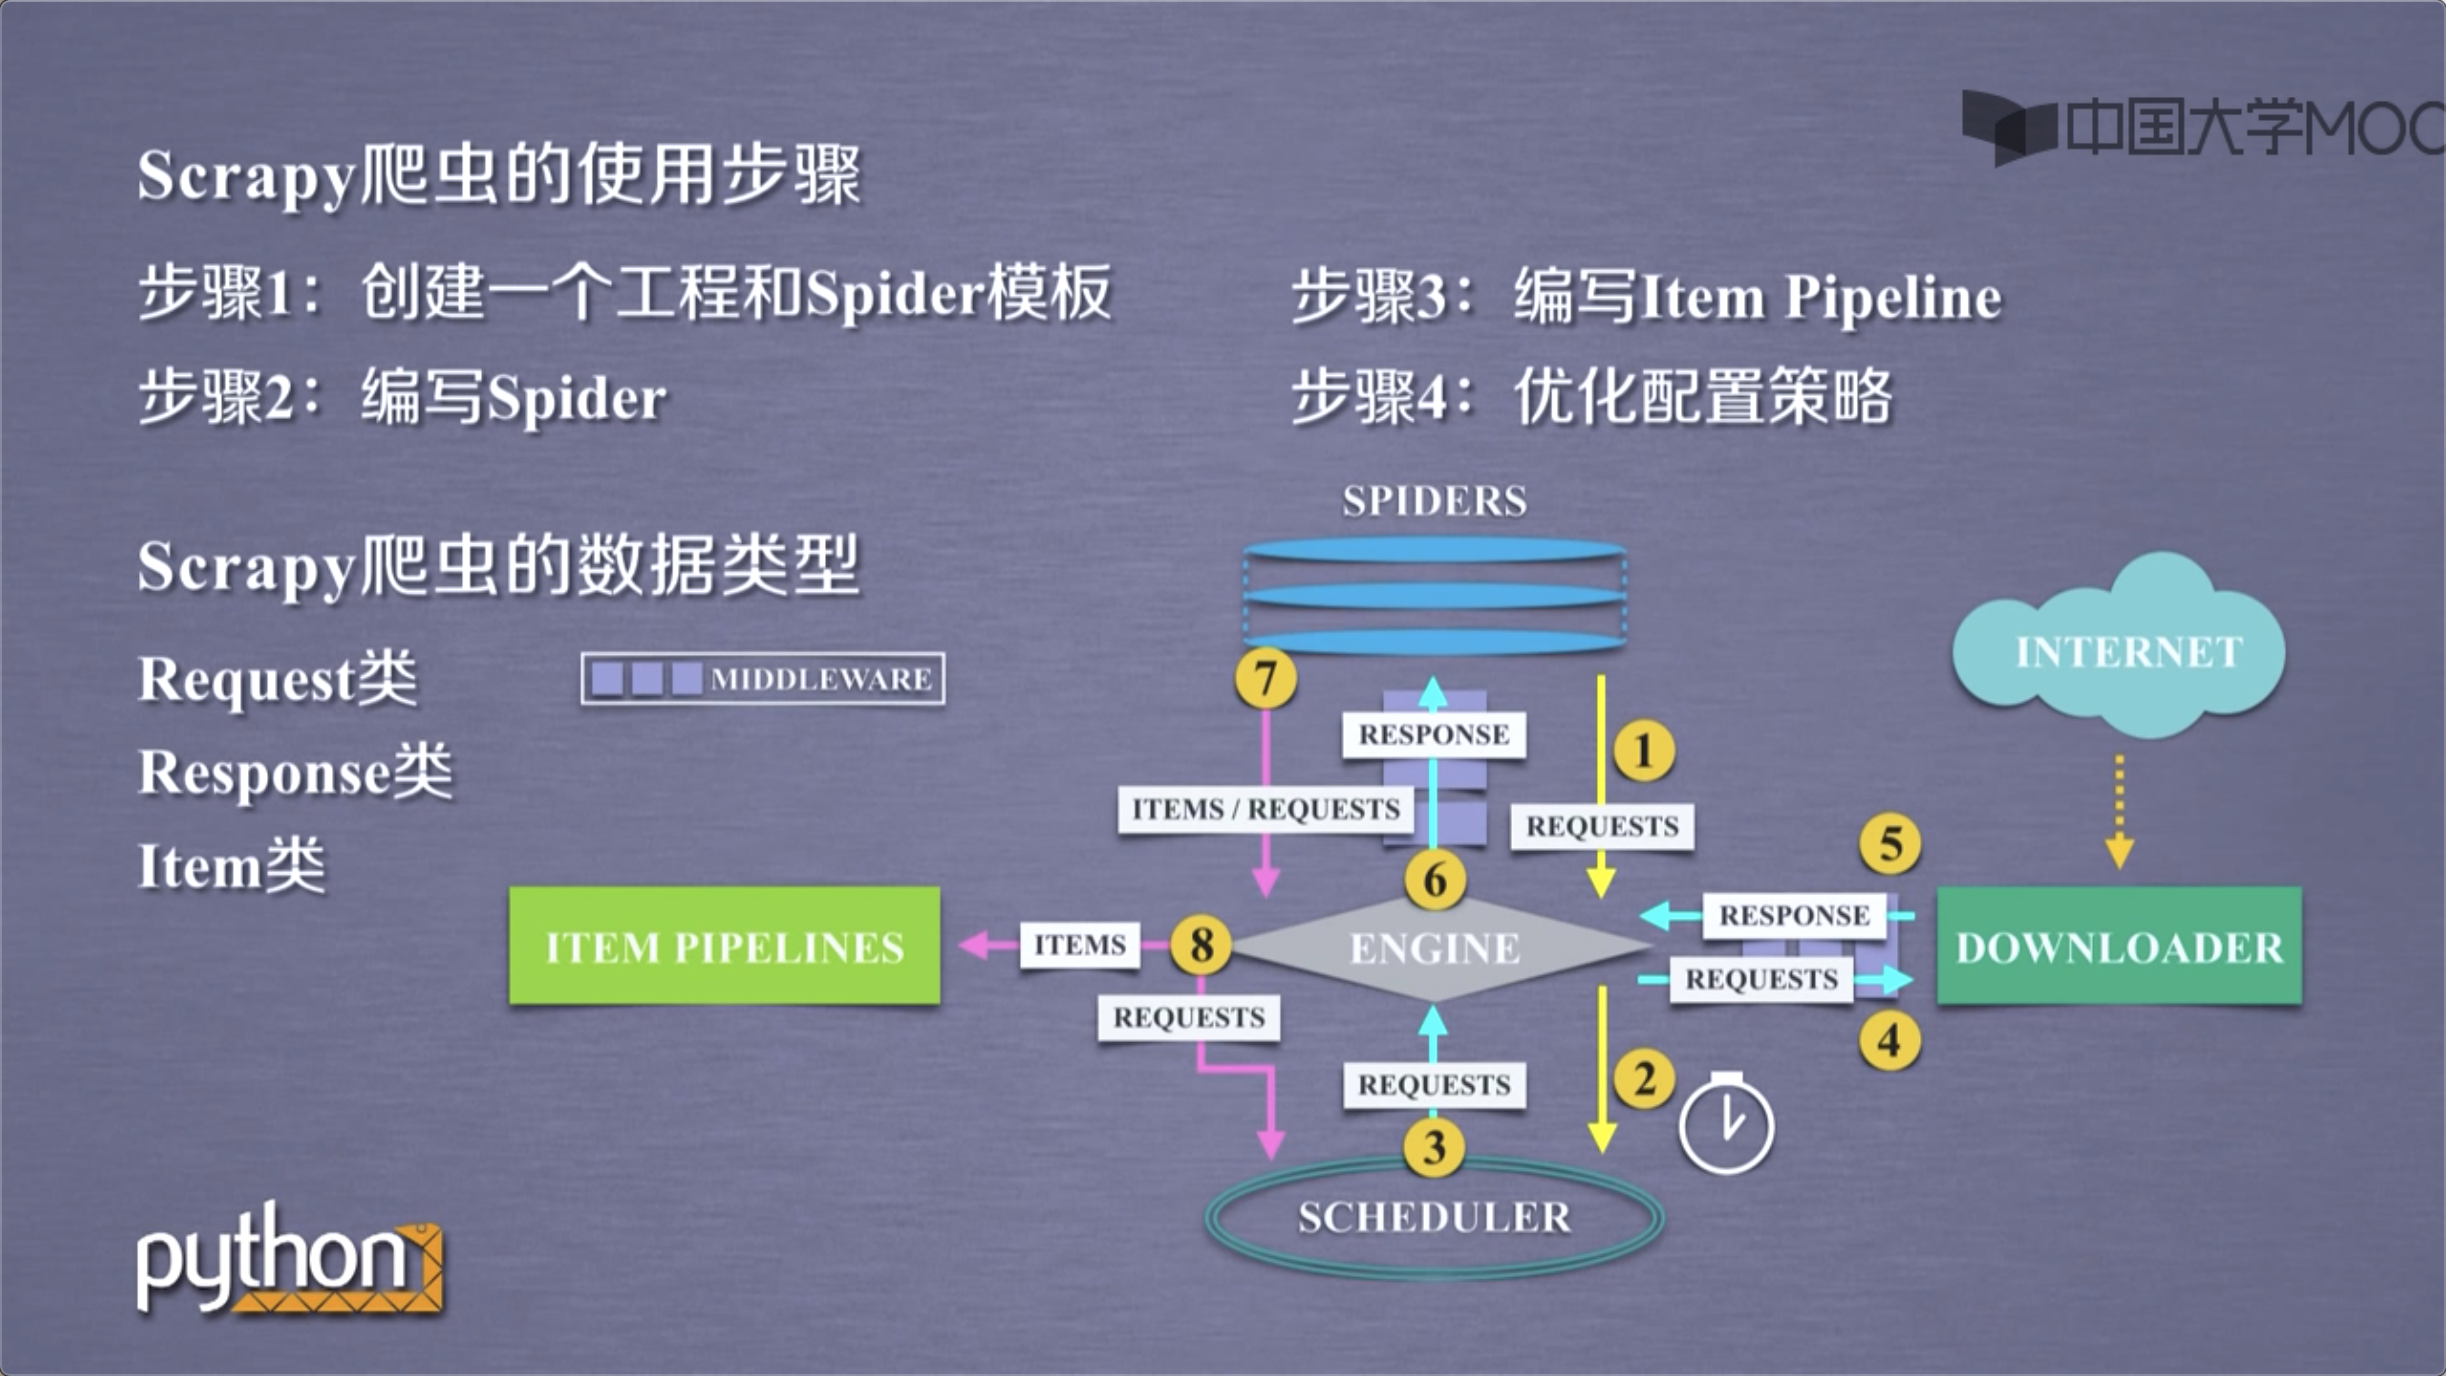 中国大学MOOC
Scrapy爬虫的使用步骤
步骤1：创建一个工程和Spider模板
步骤2：编写Spider
步骤3：编写Item Pipeline
步骤4：优化配置策略
Scrapy爬虫的数据类型
Request类
Response类
Item类
MIDDLEWARE
SPIDERS
INTERNET
7
RESPONSE
1
ITEMS / REQUESTS
REQUESTS
5
6
RESPONSE
ITEM PIPELINES
ITEMS
8
ENGINE
DOWNLOADER
REQUESTS
REQUESTS
4
REQUESTS
2
3
SCHEDULER
python